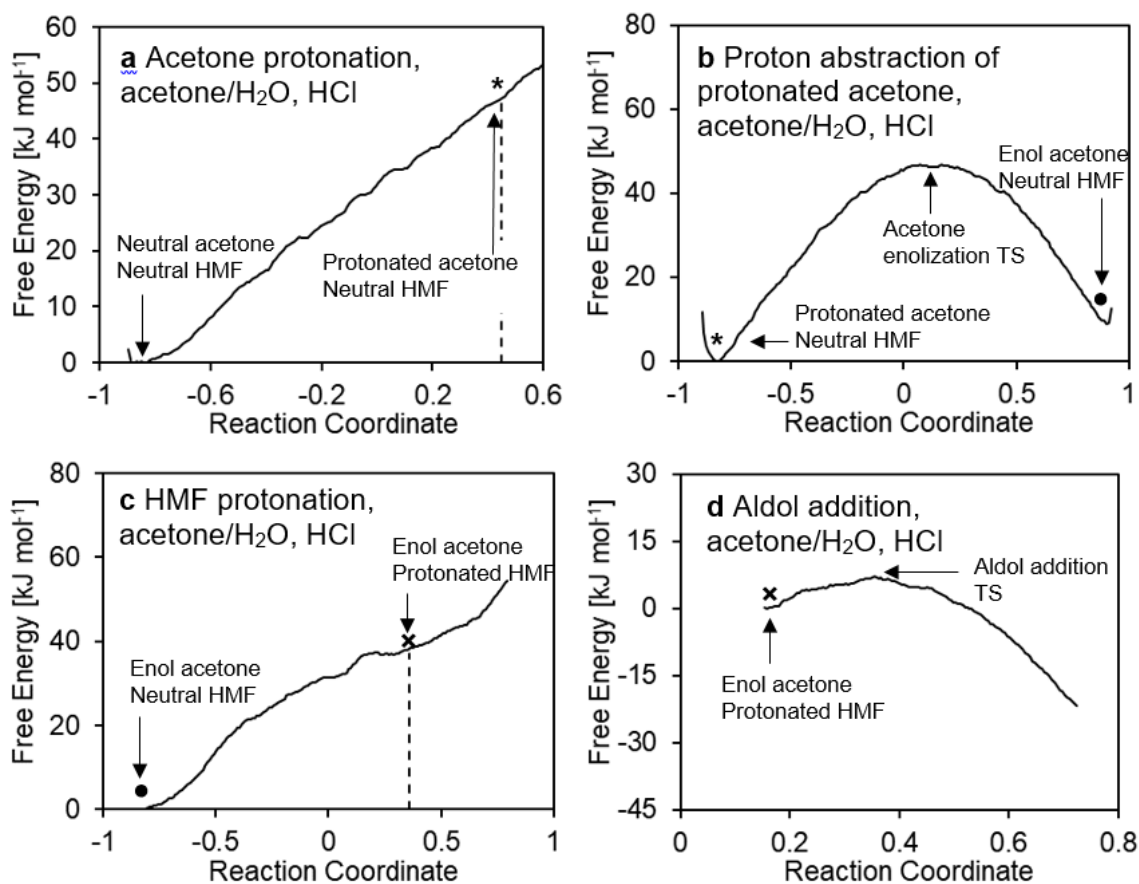 a Acetone protonation,
acetone/H₂O, HCl
Free Energy [kJ mol⁻¹]
60
50
40
30
20
10
0
*
Neutral acetone
Neutral HMF
Protonated acetone
Neutral HMF
-1
-0.6
-0.2
0.2
0.6
Reaction Coordinate
b Proton abstraction of
protonated acetone,
acetone/H₂O, HCl
Free Energy [kJ mol⁻¹]
80
60
40
20
0
Enol acetone
Neutral HMF
Acetone
enolization TS
Protonated acetone
Neutral HMF
*
-1
-0.5
0
0.5
1
Reaction Coordinate
c HMF protonation,
acetone/H₂O, HCl
Free Energy [kJ mol⁻¹]
80
60
40
20
0
Enol acetone
Protonated HMF
×
Enol acetone
Neutral HMF
-1
-0.5
0
0.5
1
Reaction Coordinate
d Aldol addition,
acetone/H₂O, HCl
Free Energy [kJ mol⁻¹]
30
15
0
-15
-30
-45
Aldol addition
TS
×
Enol acetone
Protonated HMF
0
0.2
0.4
0.6
0.8
Reaction Coordinate